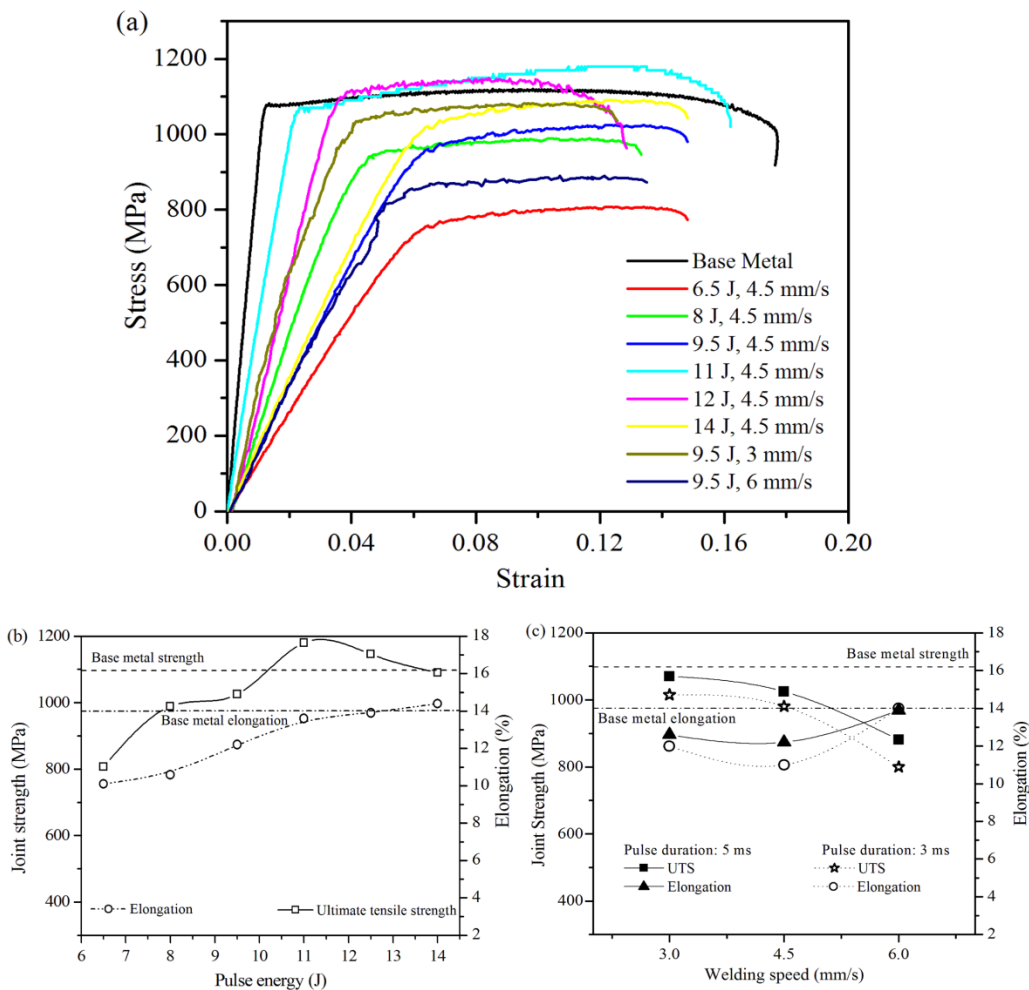 (a)
1200
1000
800
600
400
200
0
Stress (MPa)
Base Metal
6.5 J, 4.5 mm/s
8 J, 4.5 mm/s
9.5 J, 4.5 mm/s
11 J, 4.5 mm/s
12 J, 4.5 mm/s
14 J, 4.5 mm/s
9.5 J, 3 mm/s
9.5 J, 6 mm/s
0.00 0.04 0.08 0.12 0.16 0.20
Strain
(b)
1200
1000
800
600
400
Joint strength (MPa)
Base metal strength
Base metal elongation
Elongation
Ultimate tensile strength
18
16
14
12
10
8
6
4
2
Elongation (%)
6 7 8 9 10 11 12 13 14
Pulse energy (J)
(c)
1200
1000
800
600
400
Joint Strength (MPa)
Base metal strength
Base metal elongation
Pulse duration: 5 ms Pulse duration: 3 ms
UTS UTS
Elongation Elongation
18
16
14
12
10
8
6
4
2
Elongation (%)
3.0 4.5 6.0
Welding speed (mm/s)